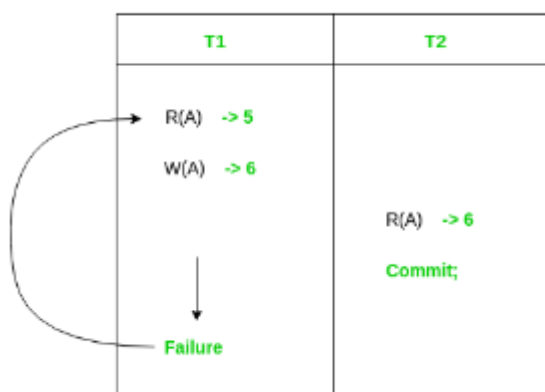 T1 T2
R(A) -> 5
W(A) -> 6
R(A) -> 6
Commit;
Failure